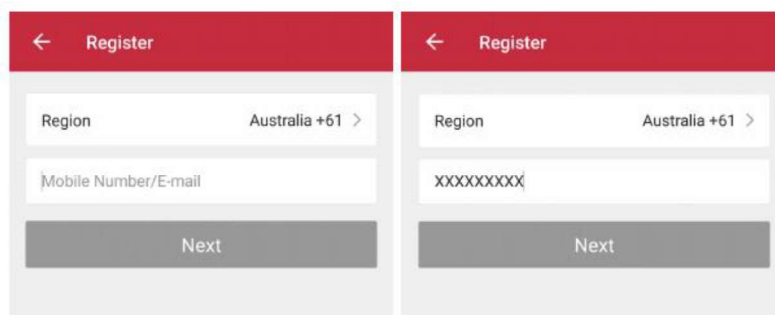 Register
Region Australia +61
Mobile Number/E-mail
Next
Register
Region Australia +61
XXXXXXXXX
Next